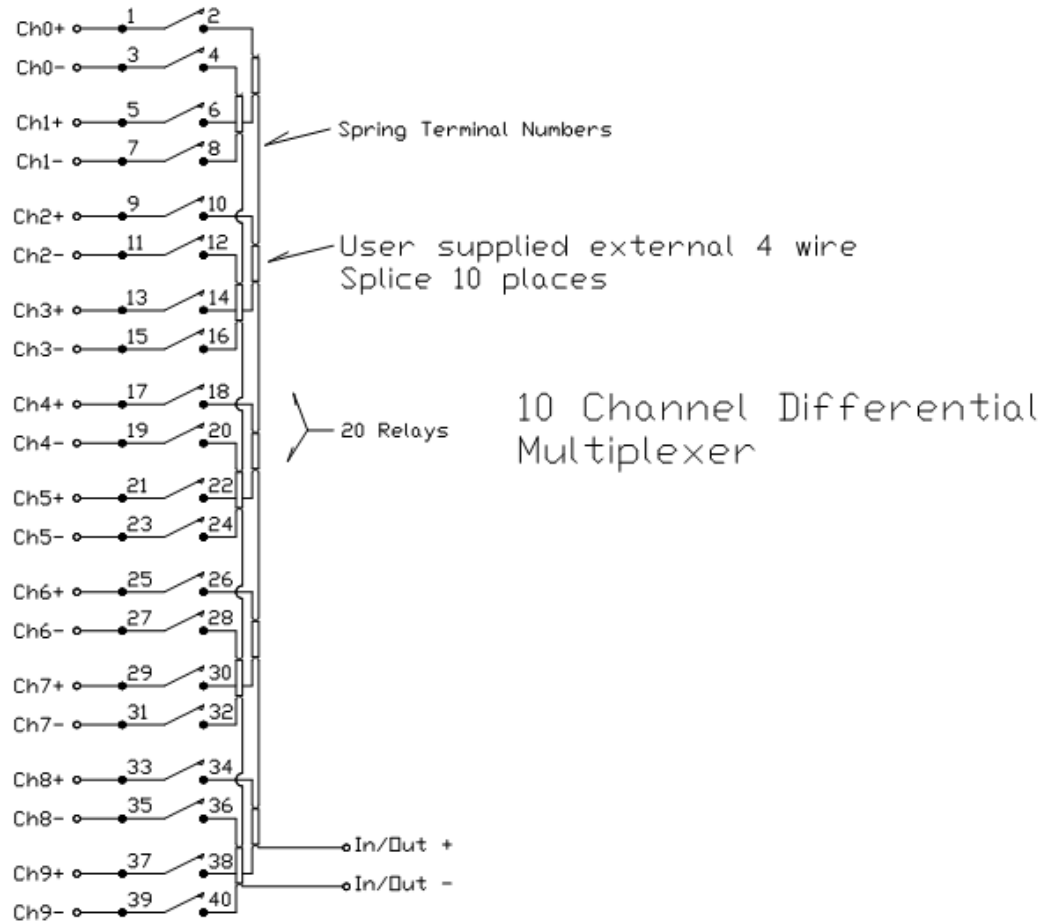 Ch0+ 1 2
Ch0- 3 4
Ch1+ 5 6
Spring Terminal Numbers
Ch1- 7 8
Ch2+ 9 10
User supplied external 4 wire
Ch2- 11 12
Splice 10 places
Ch3+ 13 14
Ch3- 15 16
Ch4+ 17 18
10 Channel Differential
Ch4- 19 20
20 Relays
Multiplexer
Ch5+ 21 22
Ch5- 23 24
Ch6+ 25 26
Ch6- 27 28
Ch7+ 29 30
Ch7- 31 32
Ch8+ 33 34
Ch8- 35 36
In/Out +
Ch9+ 37 38
In/Out -
Ch9- 39 40